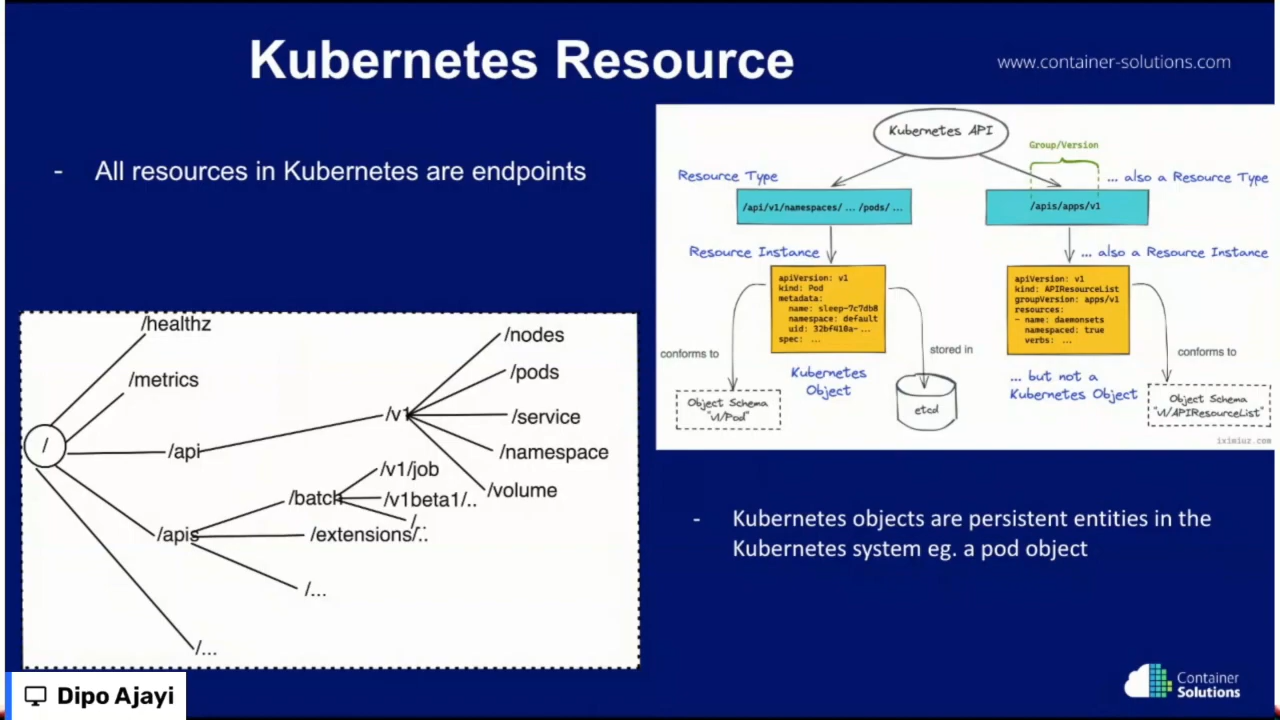 Kubernetes Resource
www.container-solutions.com
- All resources in Kubernetes are endpoints
Kubernetes API
Group/Version
Resource Type
... also a Resource Type
/api/v1/namespaces/ ... /pods/ ...
/apis/apps/v1
Resource Instance
... also a Resource Instance
apiVersion: v1
kind: Pod
metadata:
name: sleep-7c7db8
namespace: default
uid: 32bf410a-...
spec: ...
apiVersion: v1
kind: APIResourceList
groupVersion: apps/v1
resources:
- name: daemonsets
namespaced: true
verbs: ...
conforms to
stored in
conforms to
Kubernetes
Object
... but not a
Kubernetes Object
Object Schema
"v1/Pod"
etcd
Object Schema
"v1/APIResourceList"
iximiuz.com
/healthz
/metrics
/
/api
/v1
/nodes
/pods
/service
/namespace
/volume
/apis
/batch
/v1/job
/v1beta1/..
/..
/extensions/..
/...
/...
- Kubernetes objects are persistent entities in the
Kubernetes system eg. a pod object
Dipo Ajayi
Container
Solutions